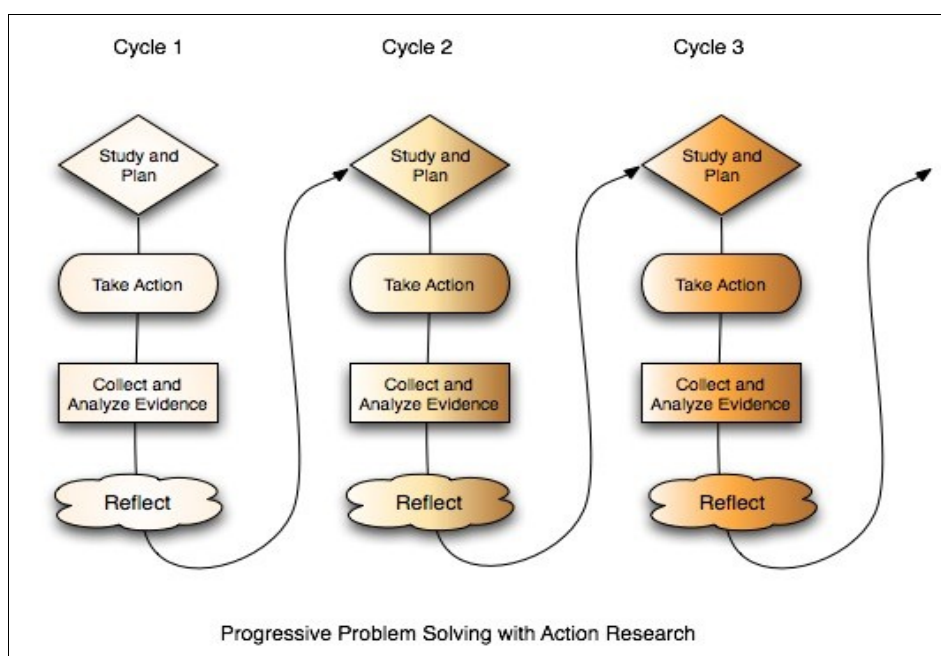 Cycle 1
Cycle 2
Cycle 3
Study and
Plan
Study and
Plan
Study and
Plan
Take Action
Take Action
Take Action
Collect and
Analyze Evidence
Collect and
Analyze Evidence
Collect and
Analyze Evidence
Reflect
Reflect
Reflect
Progressive Problem Solving with Action Research